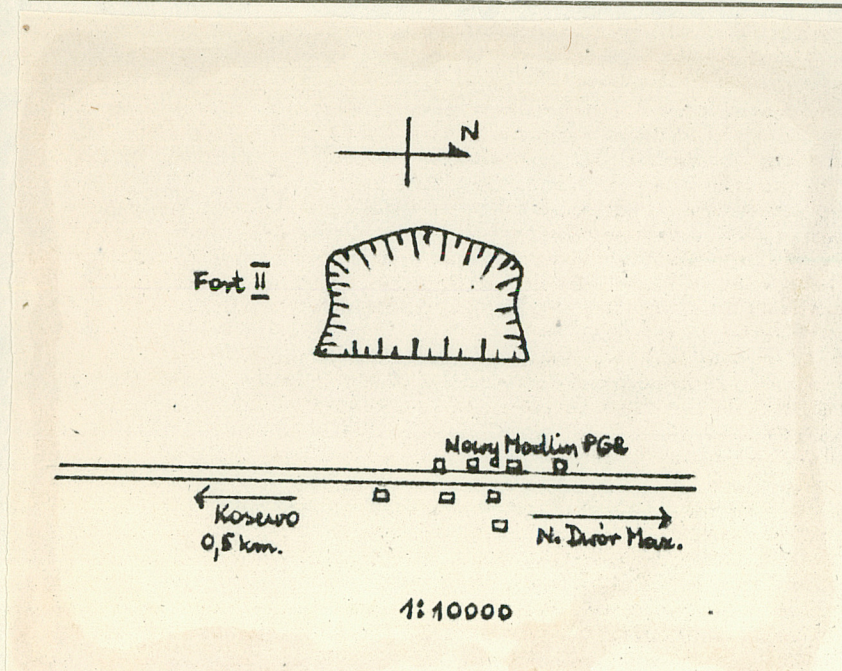 N
Fort II
Nowy Modlin PGR
Kosewo
0,5 km.
N. Dwór Maz.
1:10000